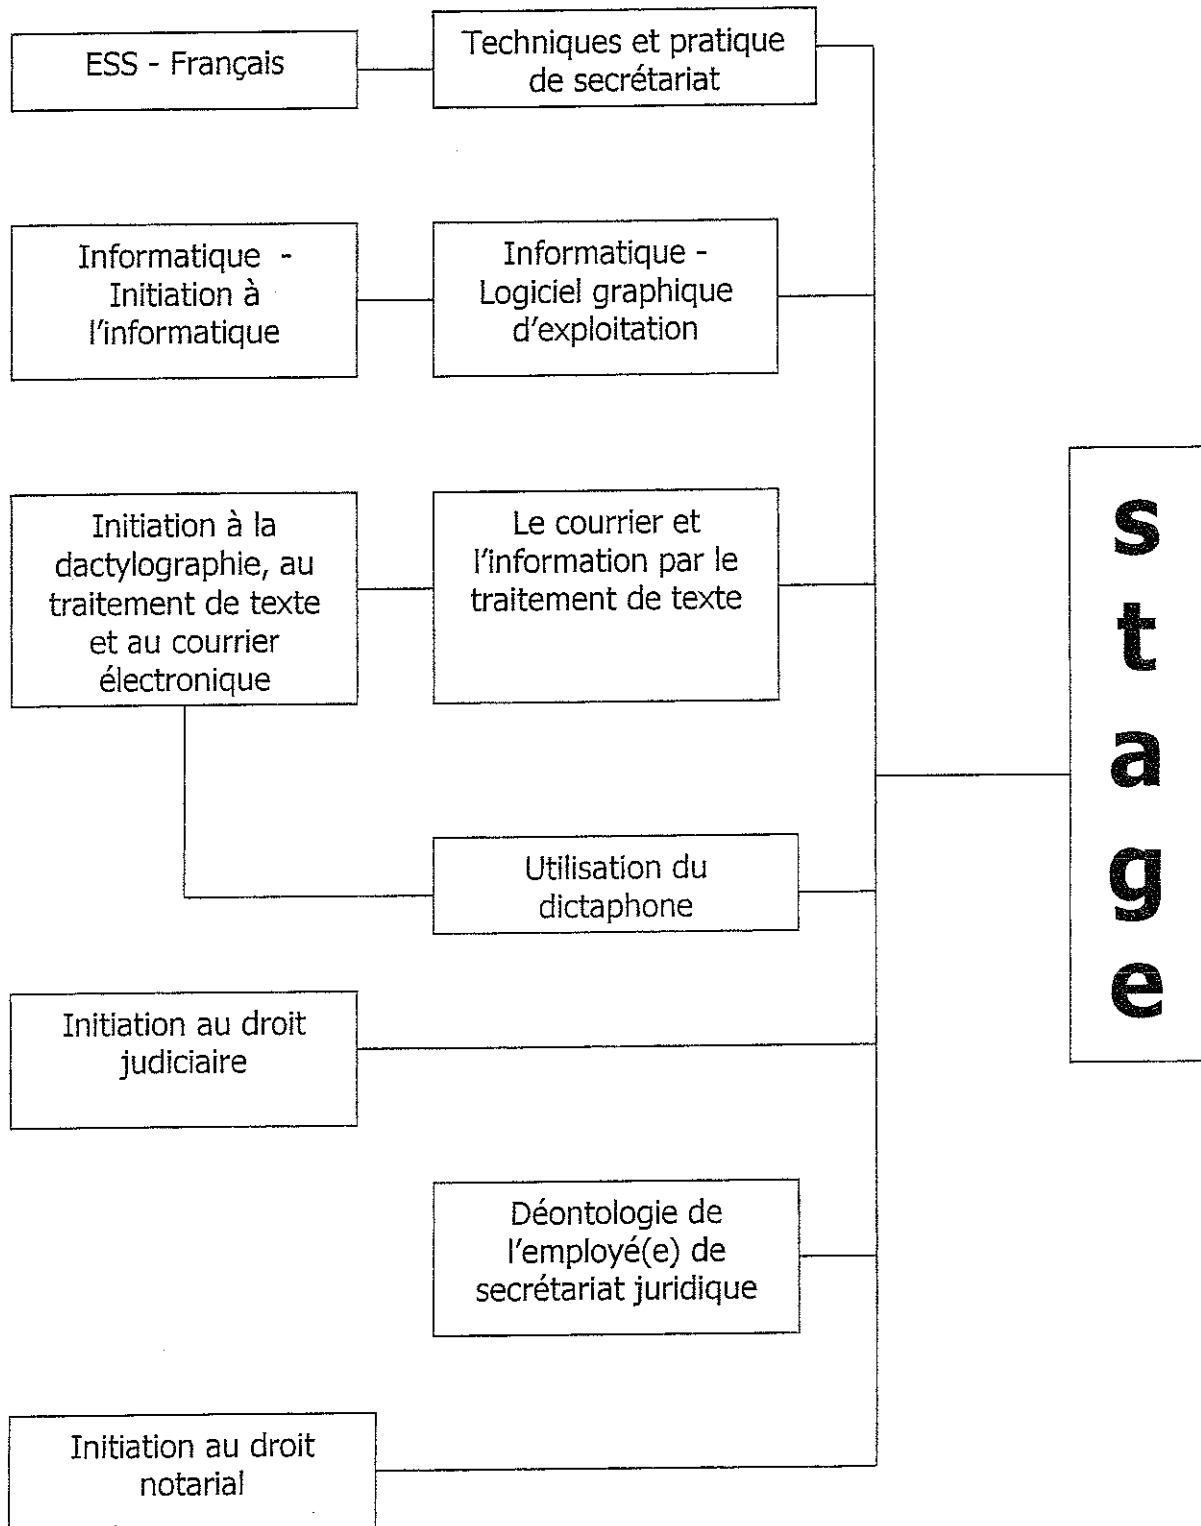 ESS - Français
Techniques et pratique
de secrétariat
Informatique -
Initiation à
l'informatique
Informatique -
Logiciel graphique
d'exploitation
Initiation à la
dactylographie, au
traitement de texte
et au courrier
électronique
Le courrier et
l'information par le
traitement de texte
Utilisation du
dictaphone
Initiation au droit
judiciaire
Déontologie de
l'employé(e) de
secrétariat juridique
Initiation au droit
notarial
s
t
a
g
e